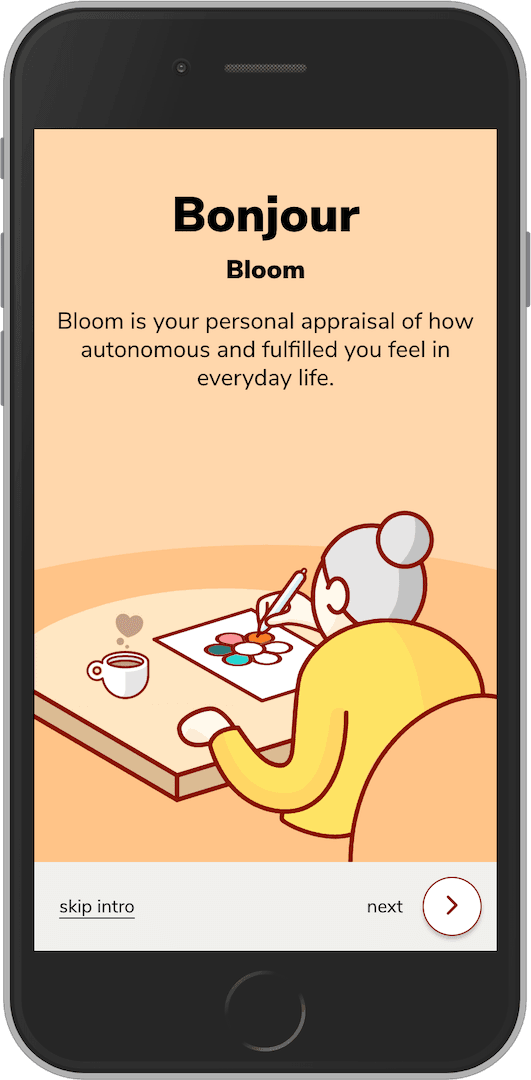 Bonjour
Bloom
Bloom is your personal appraisal of how
autonomous and fulfilled you feel in
everyday life.
skip intro
next